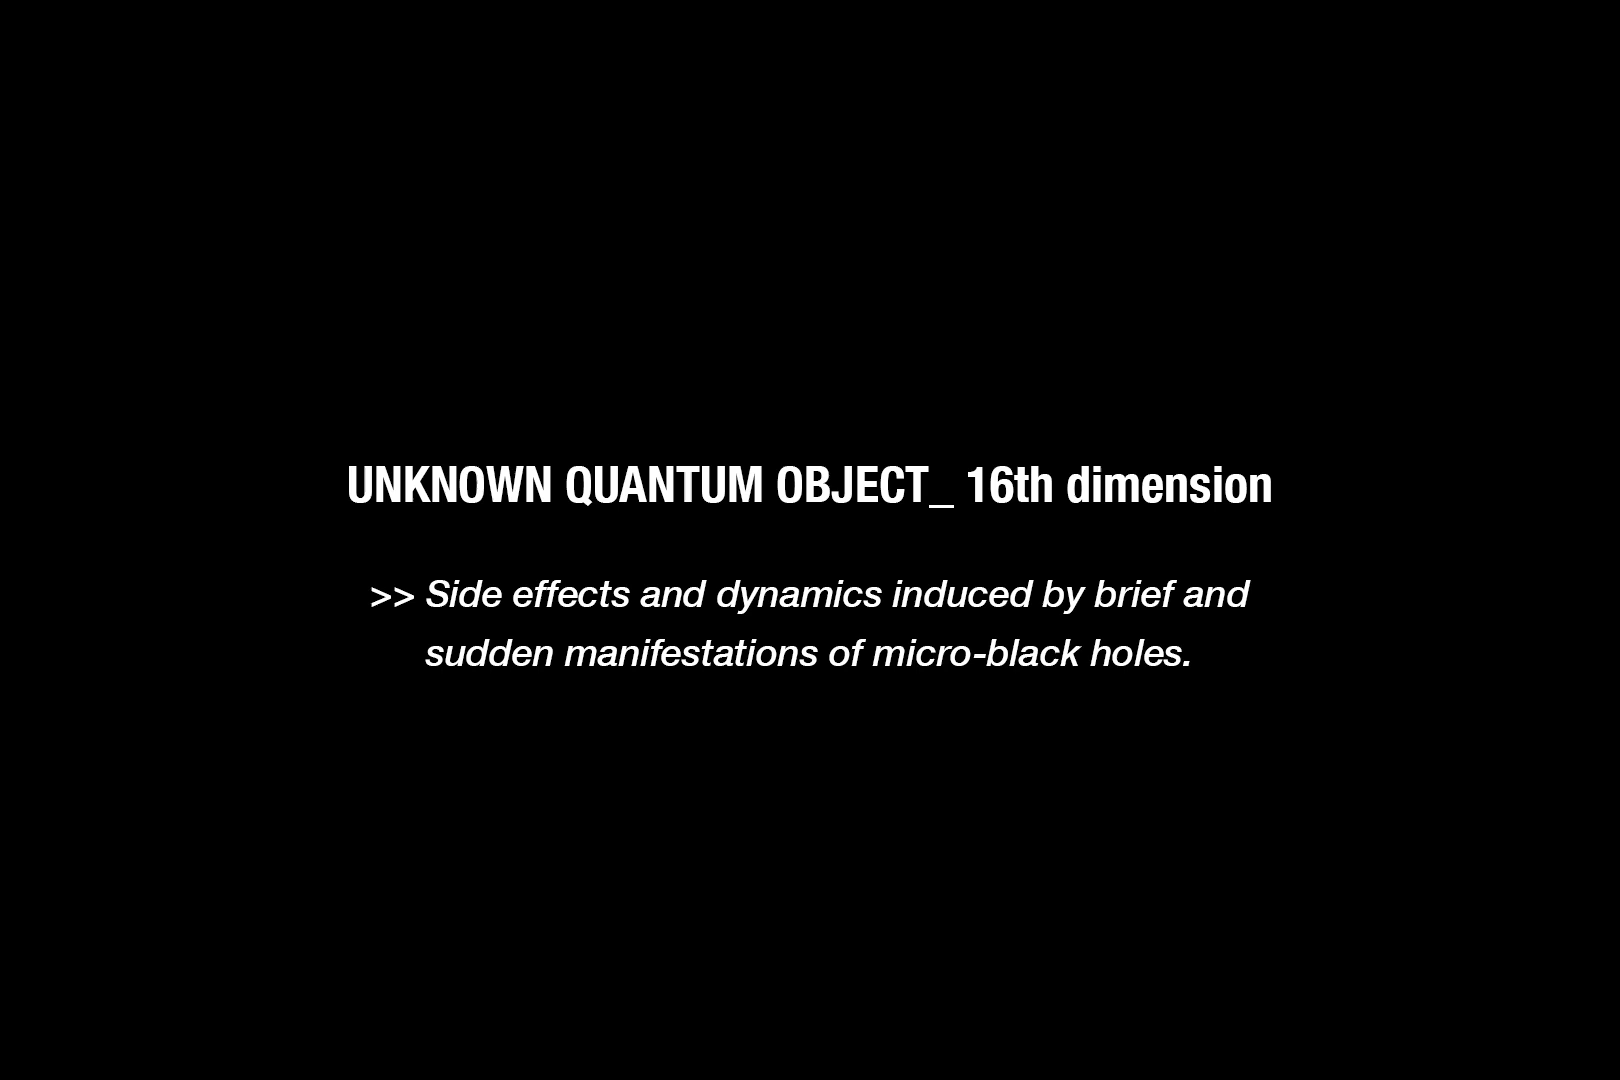 UNKNOWN QUANTUM OBJECT_ 16th dimension
>> Side effects and dynamics induced by brief and
sudden manifestations of micro-black holes.